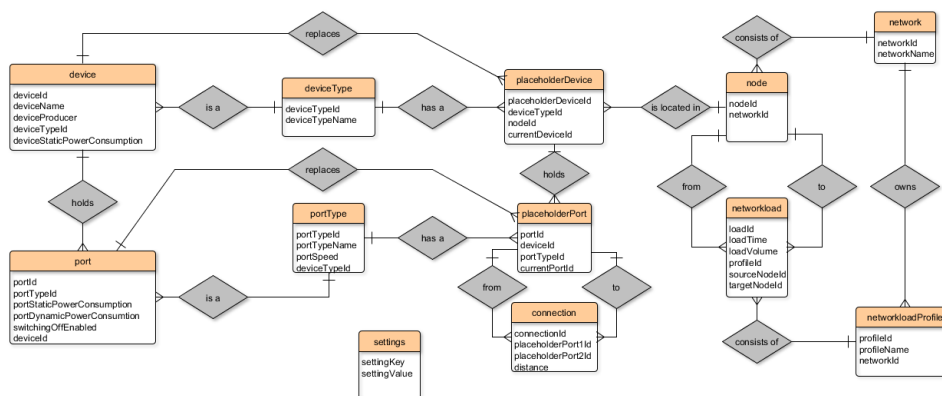 replaces
consists of
network
networkId
networkName
device
deviceId
deviceName
deviceProducer
deviceTypeId
deviceStaticPowerConsumption
is a
deviceType
deviceTypeId
deviceTypeName
has a
placeholderDevice
placeholderDeviceId
deviceTypeId
nodeId
currentDeviceId
is located in
node
nodeId
networkId
holds
replaces
holds
from
to
owns
portType
portTypeId
portTypeName
portSpeed
deviceTypeId
has a
placeholderPort
portId
deviceId
portTypeId
currentPortId
networkload
loadId
loadTime
loadVolume
profileId
sourceNodeId
targetNodeId
port
portId
portTypeId
portStaticPowerConsumption
portDynamicPowerConsumtion
switchingOffEnabled
deviceId
is a
from
to
connection
connectionId
placeholderPort1Id
placeholderPort2Id
distance
settings
settingKey
settingValue
consists of
networkloadProfile
profileId
profileName
networkId